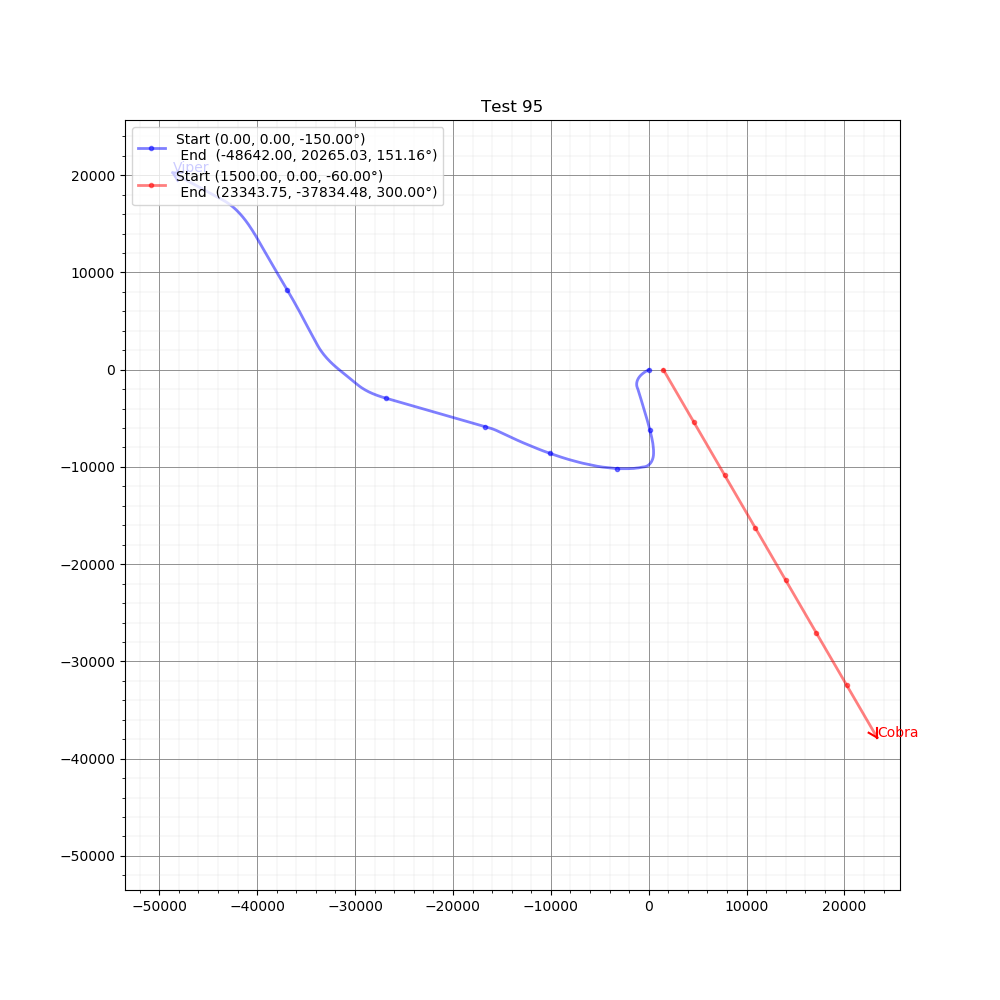 Test 95
Viper
Start (0.00, 0.00, -150.00°)
End (-48642.00, 20265.03, 151.16°)
Start (1500.00, 0.00, -60.00°)
End (23343.75, -37834.48, 300.00°)
20000
10000
0
−10000
−20000
−30000
−40000
−50000
Cobra
−50000 −40000 −30000 −20000 −10000 0 10000 20000